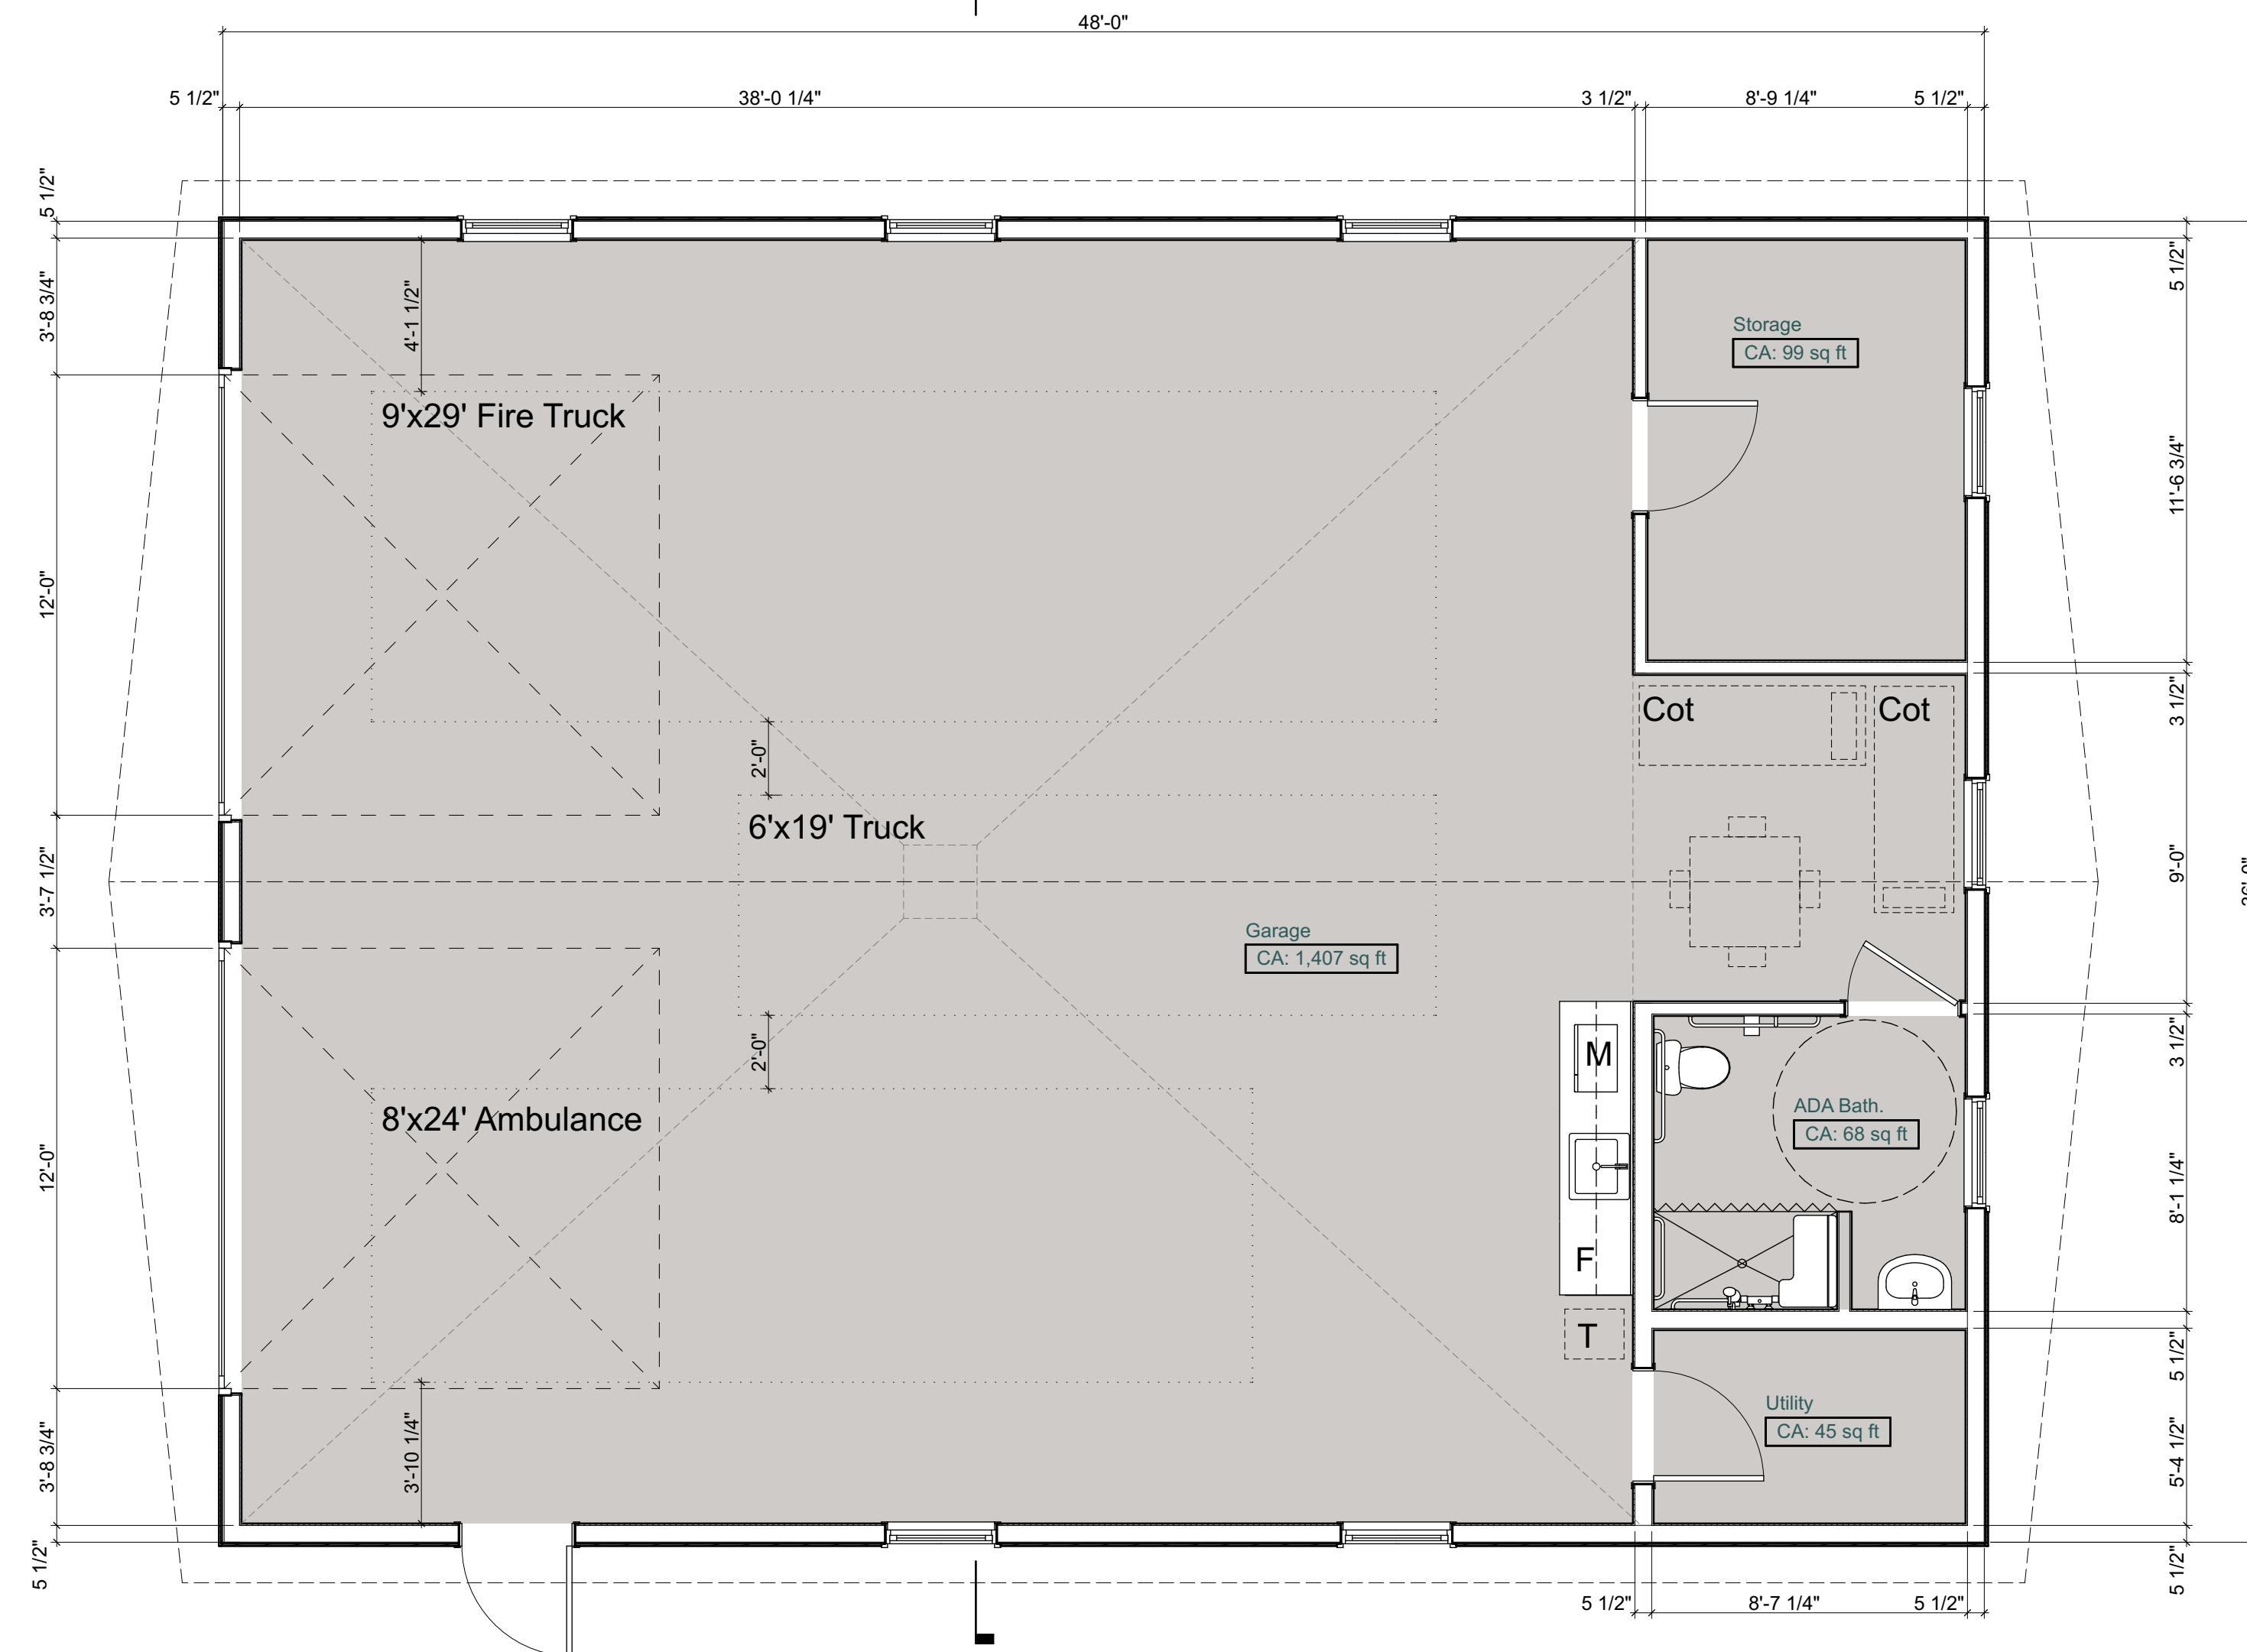 48'-0"
5 1/2"
38'-0 1/4"
3 1/2"
8'-9 1/4"
5 1/2"
5 1/2"
3'-8 3/4"
12'-0"
3'-7 1/2"
12'-0"
3'-8 3/4"
5 1/2"
4'-1 1/2"
9'x29' Fire Truck
2'-0"
6'x19' Truck
2'-0"
8'x24' Ambulance
3'-10 1/4"
Garage
CA: 1,407 sq ft
Storage
CA: 99 sq ft
Cot
Cot
M
F
T
ADA Bath.
CA: 68 sq ft
Utility
CA: 45 sq ft
5 1/2"
11'-6 3/4"
3 1/2"
9'-0"
3 1/2"
8'-1 1/4"
5 1/2"
5'-4 1/2"
5 1/2"
5 1/2"
8'-7 1/4"
5 1/2"